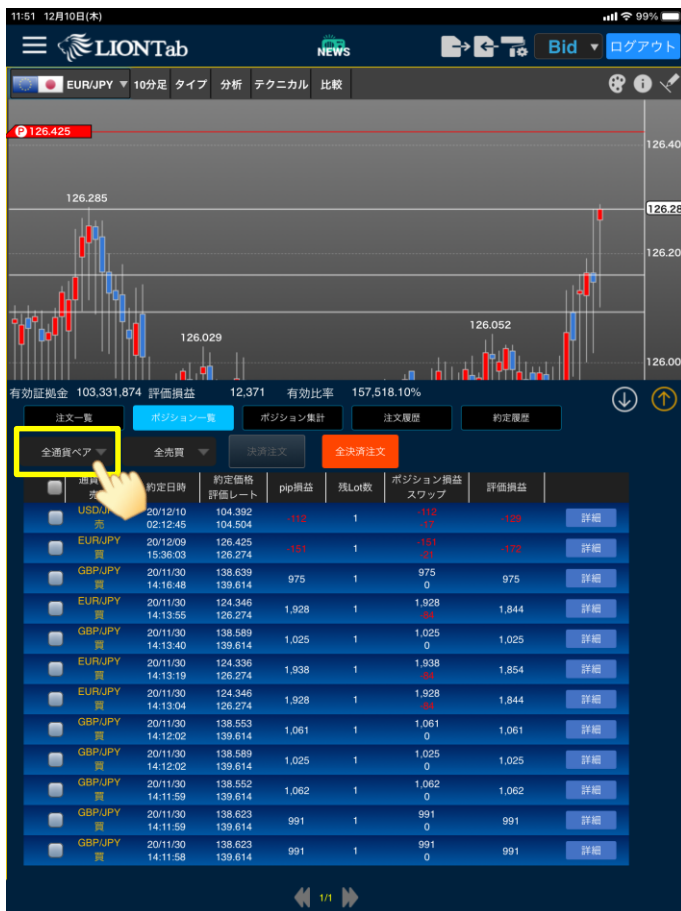 11:51 12月10日(木) 99%
LIONTab NEWS Bid ▼ ログアウト
EUR/JPY ▼ 10分足 タイプ 分析 テクニカル 比較
P 126.425
126.40
126.285
126.28
126.20
126.052
126.029
126.00
有効証拠金 103,331,874 評価損益 12,371 有効比率 157,518.10%
注文一覧 ポジション一覧 ポジション集計 注文履歴 約定履歴
全通貨ペア ▼ 全売買 ▼ 決済注文 全決済注文
約定日時 約定価格 評価レート pip損益 残Lot数 ポジション損益 スワップ 評価損益
USD/J 20/12/10 104.392 -112 1 -112 -129 詳細
売 02:12:45 104.504 -17
EUR/JPY 20/12/09 126.425 -151 1 -151 -172 詳細
買 15:36:03 126.274 -21
GBP/JPY 20/11/30 138.639 975 1 975 975 詳細
買 14:16:48 139.614 0
EUR/JPY 20/11/30 124.346 1,928 1 1,928 1,844 詳細
買 14:13:55 126.274 -84
GBP/JPY 20/11/30 138.589 1,025 1 1,025 1,025 詳細
買 14:13:40 139.614 0
EUR/JPY 20/11/30 124.336 1,938 1 1,938 1,854 詳細
買 14:13:19 126.274 -84
EUR/JPY 20/11/30 124.346 1,928 1 1,928 1,844 詳細
買 14:13:04 126.274 -84
GBP/JPY 20/11/30 138.553 1,061 1 1,061 1,061 詳細
買 14:12:02 139.614 0
GBP/JPY 20/11/30 138.589 1,025 1 1,025 1,025 詳細
買 14:12:02 139.614 0
GBP/JPY 20/11/30 138.552 1,062 1 1,062 1,062 詳細
買 14:11:59 139.614 0
GBP/JPY 20/11/30 138.623 991 1 991 991 詳細
買 14:11:59 139.614 0
GBP/JPY 20/11/30 138.623 991 1 991 991 詳細
買 14:11:58 139.614 0
1/1